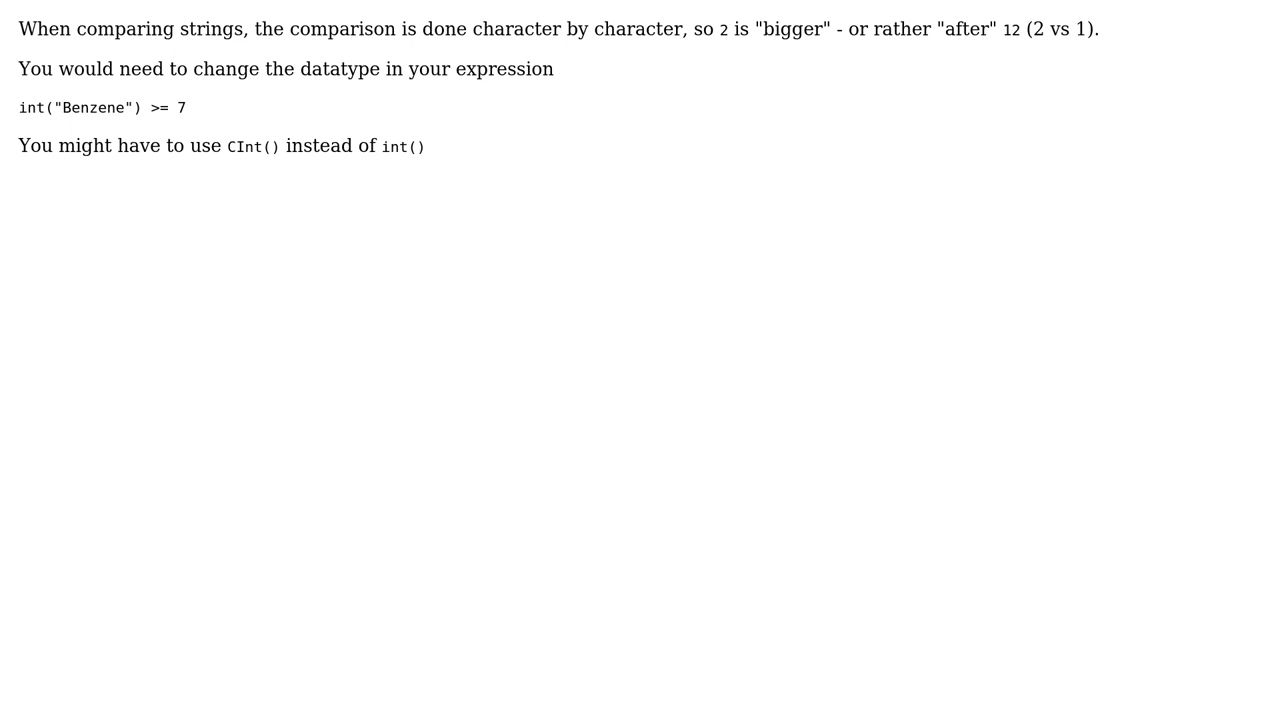 When comparing strings, the comparison is done character by character, so 2 is "bigger" - or rather "after" 12 (2 vs 1).
You would need to change the datatype in your expression
int("Benzene") >= 7
You might have to use CInt() instead of int()